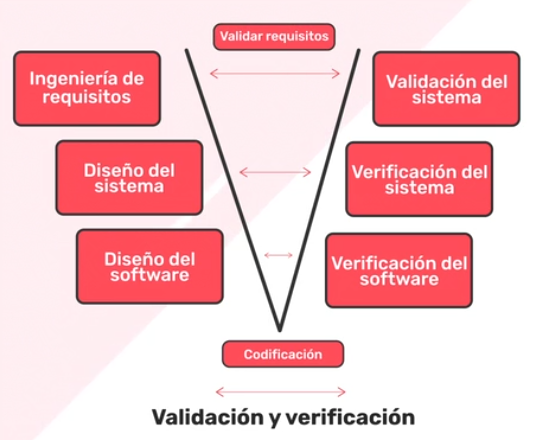 Validar requisitos
Ingeniería de
requisitos
Validación del
sistema
Diseño del
sistema
Verificación del
sistema
Diseño del
software
Verificación del
software
Codificación
Validación y verificación